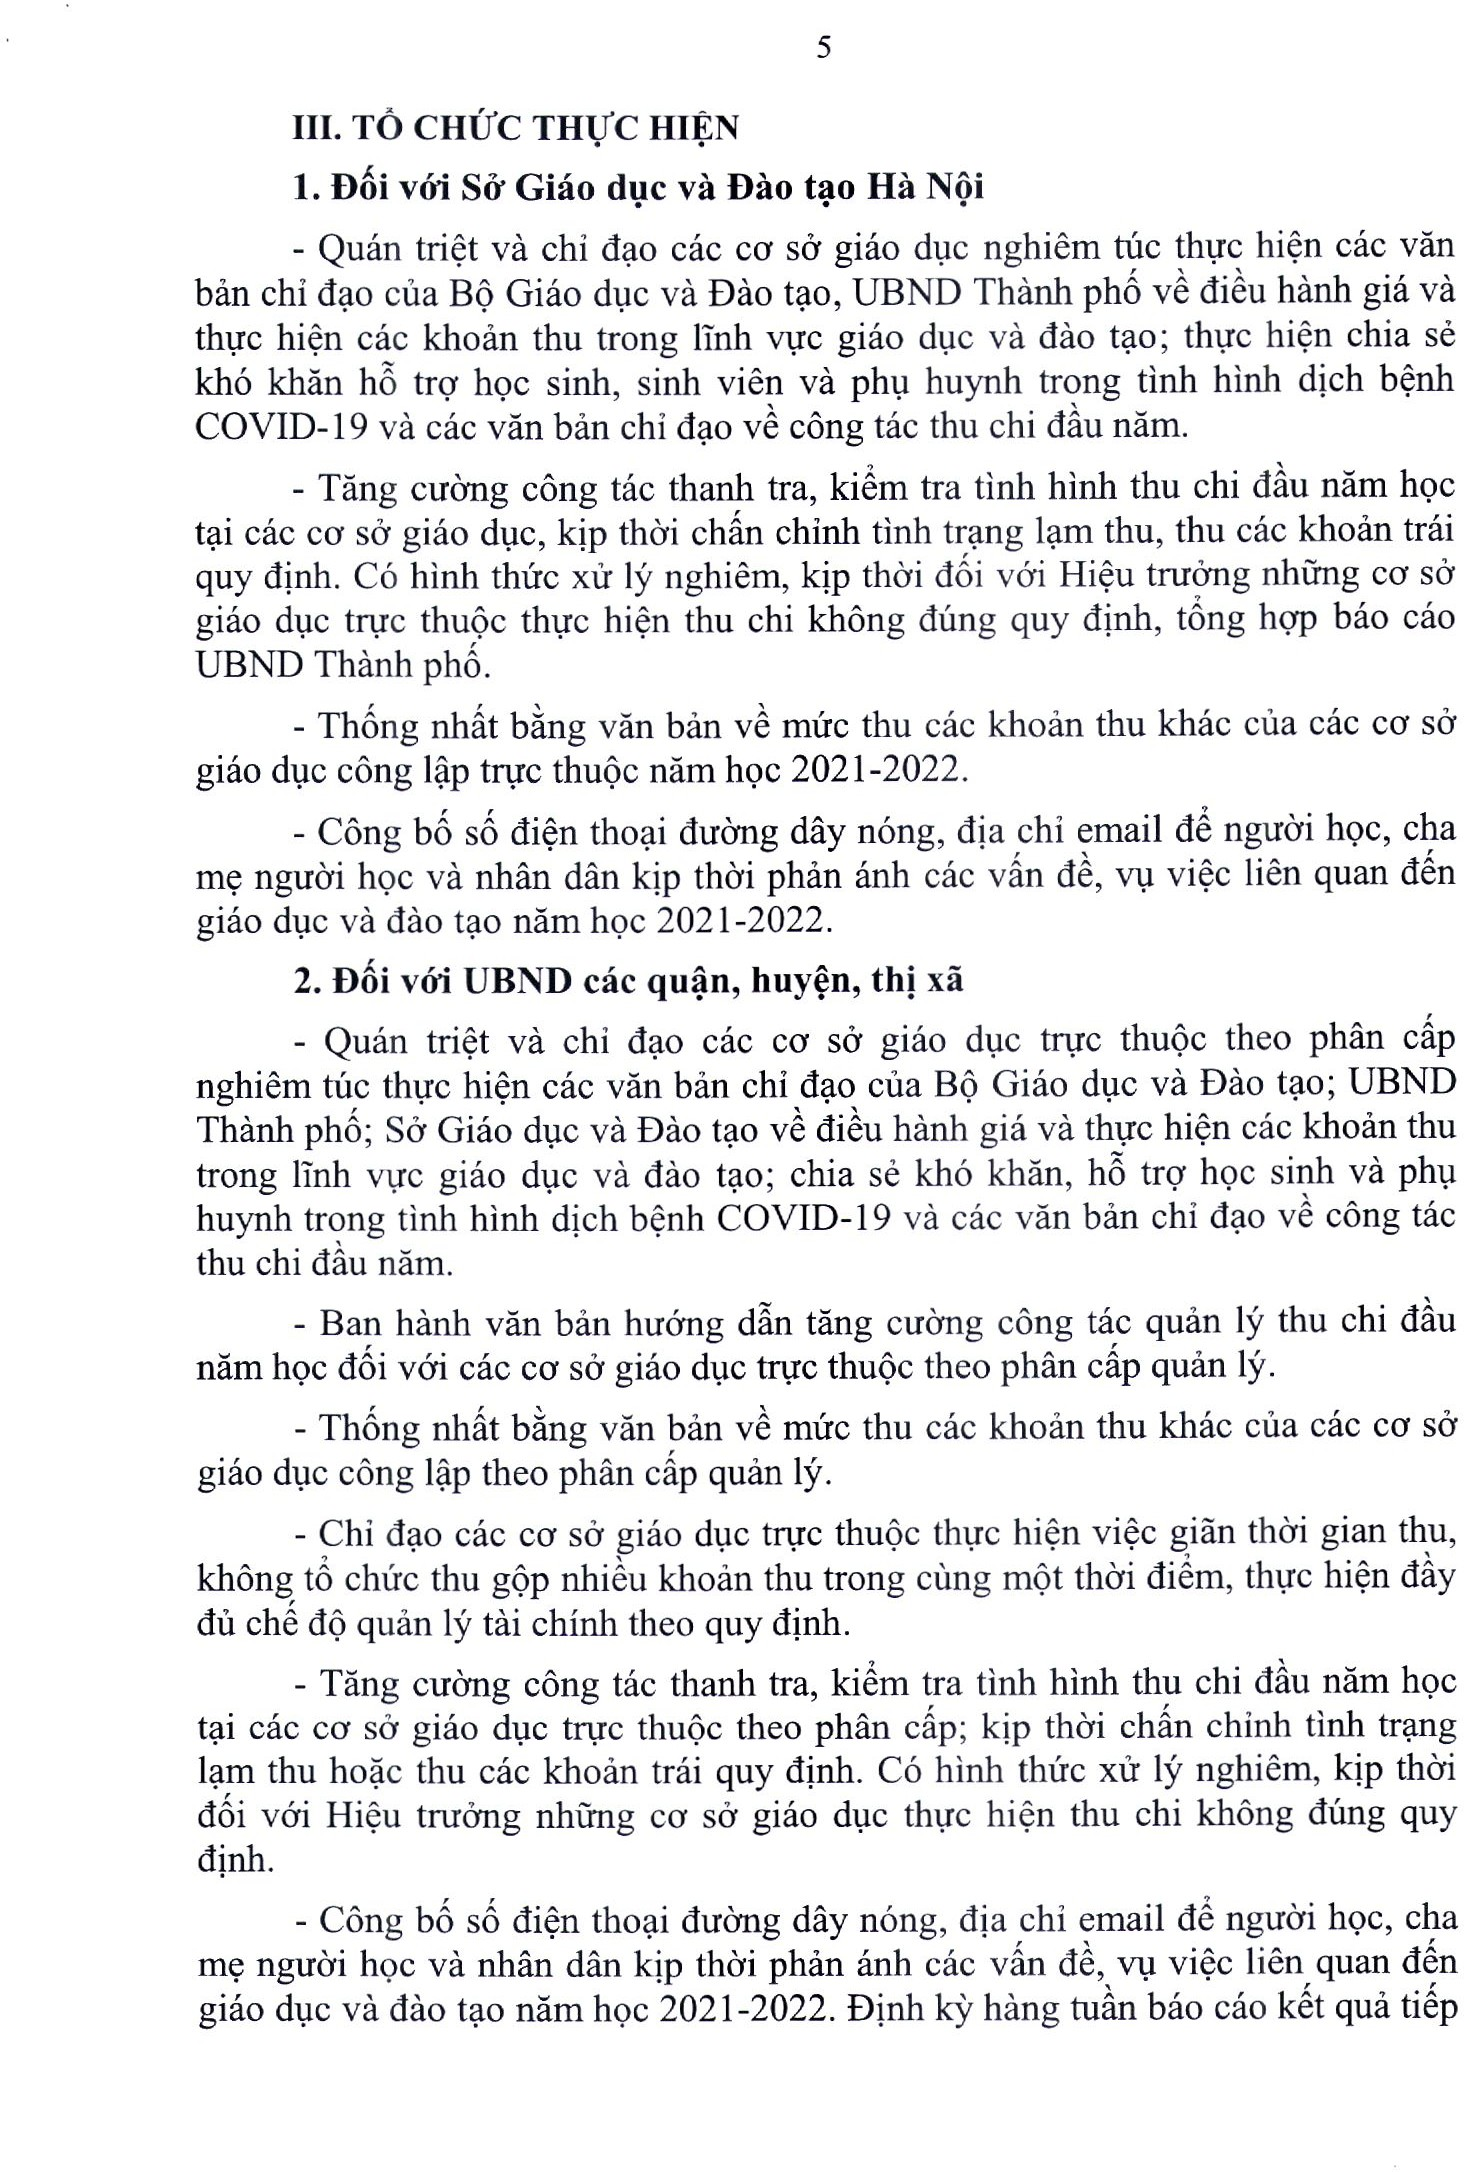 5
III. TỔ CHỨC THỰC HIỆN
1. Đối với Sở Giáo dục và Đào tạo Hà Nội
- Quán triệt và chỉ đạo các cơ sở giáo dục nghiêm túc thực hiện các văn
bản chỉ đạo của Bộ Giáo dục và Đào tạo, UBND Thành phố về điều hành giá và
thực hiện các khoản thu trong lĩnh vực giáo dục và đào tạo; thực hiện chia sẻ
khó khăn hỗ trợ học sinh, sinh viên và phụ huynh trong tình hình dịch bệnh
COVID-19 và các văn bản chỉ đạo về công tác thu chi đầu năm.
- Tăng cường công tác thanh tra, kiểm tra tình hình thu chi đầu năm học
tại các cơ sở giáo dục, kịp thời chấn chỉnh tình trạng lạm thu, thu các khoản trái
quy định. Có hình thức xử lý nghiêm, kịp thời đối với Hiệu trưởng những cơ sở
giáo dục trực thuộc thực hiện thu chi không đúng quy định, tổng hợp báo cáo
UBND Thành phố.
- Thống nhất bằng văn bản về mức thu các khoản thu khác của các cơ sở
giáo dục công lập trực thuộc năm học 2021-2022.
- Công bố số điện thoại đường dây nóng, địa chỉ email để người học, cha
mẹ người học và nhân dân kịp thời phản ánh các vấn đề, vụ việc liên quan đến
giáo dục và đào tạo năm học 2021-2022.
2. Đối với UBND các quận, huyện, thị xã
- Quán triệt và chỉ đạo các cơ sở giáo dục trực thuộc theo phân cấp
nghiêm túc thực hiện các văn bản chỉ đạo của Bộ Giáo dục và Đào tạo; UBND
Thành phố; Sở Giáo dục và Đào tạo về điều hành giá và thực hiện các khoản thu
trong lĩnh vực giáo dục và đào tạo; chia sẻ khó khăn, hỗ trợ học sinh và phụ
huynh trong tình hình dịch bệnh COVID-19 và các văn bản chỉ đạo về công tác
thu chi đầu năm.
- Ban hành văn bản hướng dẫn tăng cường công tác quản lý thu chi đầu
năm học đối với các cơ sở giáo dục trực thuộc theo phân cấp quản lý.
- Thống nhất bằng văn bản về mức thu các khoản thu khác của các cơ sở
giáo dục công lập theo phân cấp quản lý.
- Chỉ đạo các cơ sở giáo dục trực thuộc thực hiện việc giãn thời gian thu,
không tổ chức thu gộp nhiều khoản thu trong cùng một thời điểm, thực hiện đầy
đủ chế độ quản lý tài chính theo quy định.
- Tăng cường công tác thanh tra, kiểm tra tình hình thu chi đầu năm học
tại các cơ sở giáo dục trực thuộc theo phân cấp; kịp thời chấn chỉnh tình trạng
lạm thu hoặc thu các khoản trái quy định. Có hình thức xử lý nghiêm, kịp thời
đối với Hiệu trưởng những cơ sở giáo dục thực hiện thu chi không đúng quy
định.
- Công bố số điện thoại đường dây nóng, địa chỉ email để người học, cha
mẹ người học và nhân dân kịp thời phản ánh các vấn đề, vụ việc liên quan đến
giáo dục và đào tạo năm học 2021-2022. Định kỳ hàng tuần báo cáo kết quả tiếp